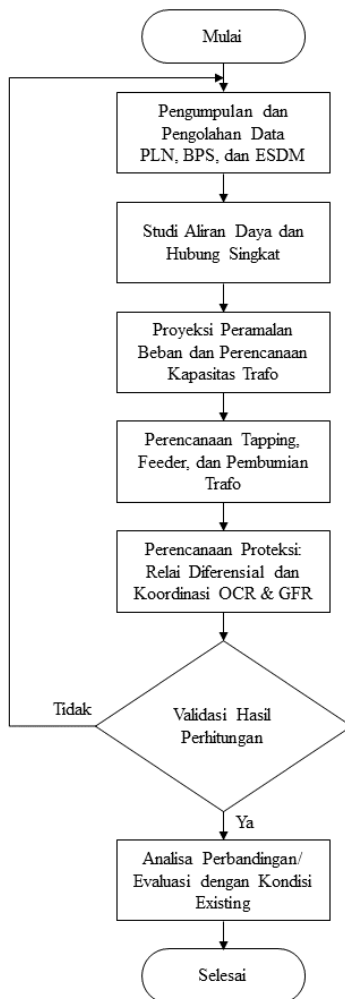 Mulai
Pengumpulan dan
Pengolahan Data
PLN, BPS, dan ESDM
Studi Aliran Daya dan
Hubung Singkat
Proyeksi Peramalan
Beban dan Perencanaan
Kapasitas Trafo
Perencanaan Tapping,
Feeder, dan Pembumian
Trafo
Perencanaan Proteksi:
Relai Diferensial dan
Koordinasi OCR & GFR
Tidak
Validasi Hasil
Perhitungan
Ya
Analisa Perbandingan/
Evaluasi dengan Kondisi
Existing
Selesai